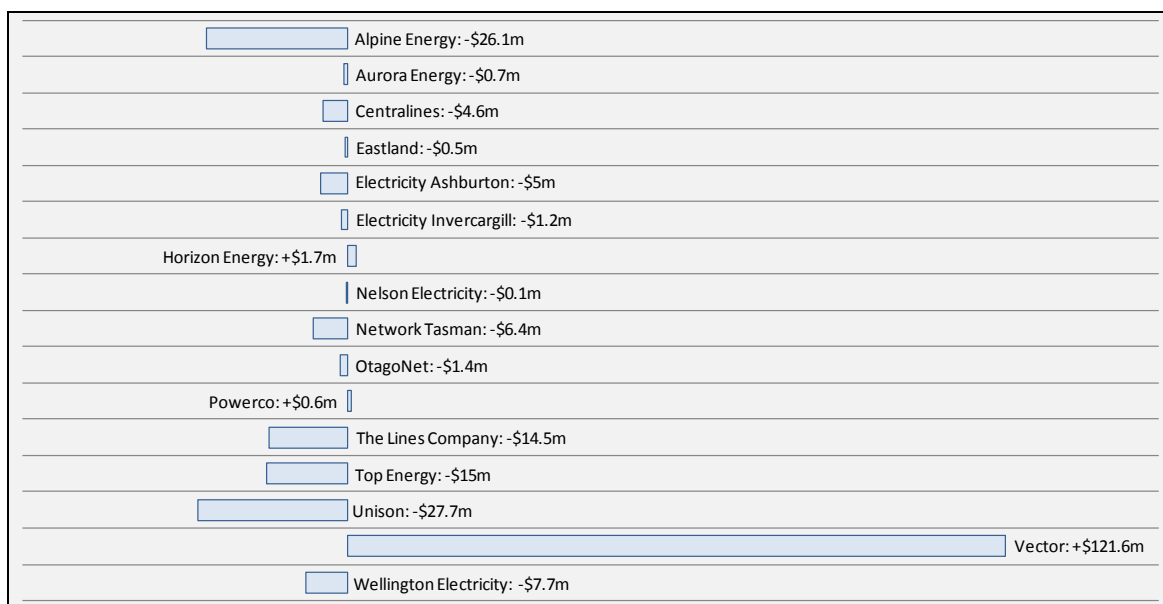 Alpine Energy: -$26.1m
Aurora Energy: -$0.7m
Centralines: -$4.6m
Eastland: -$0.5m
Electricity Ashburton: -$5m
Electricity Invercargill: -$1.2m
Horizon Energy: +$1.7m
Nelson Electricity: -$0.1m
Network Tasman: -$6.4m
OtagoNet: -$1.4m
Powerco: +$0.6m
The Lines Company: -$14.5m
Top Energy: -$15m
Unison: -$27.7m
Vector: +$121.6m
Wellington Electricity: -$7.7m